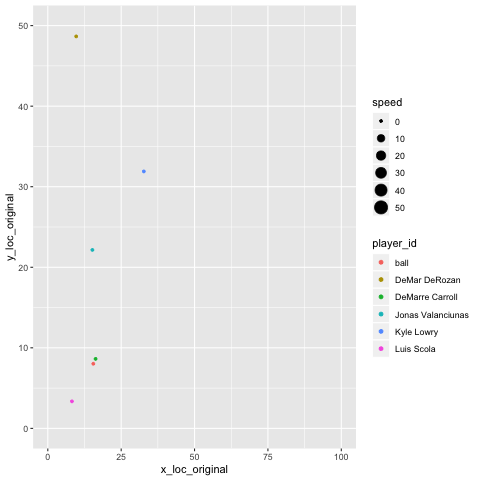 50
40
30
20
10
0
y_loc_original
0
25
50
75
100
x_loc_original
speed
0
10
20
30
40
50
player_id
ball
DeMar DeRozan
DeMarre Carroll
Jonas Valanciunas
Kyle Lowry
Luis Scola